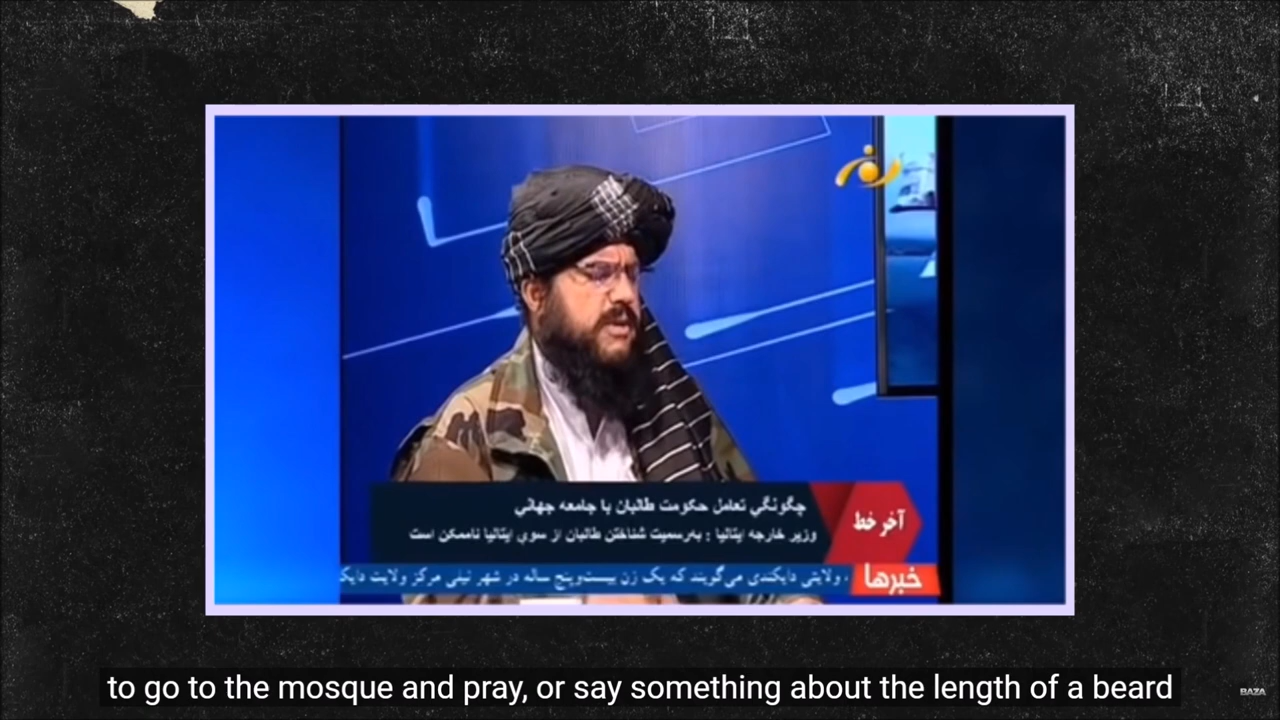 چگونگی تعامل حکومت طالبان با جامعه جهانی
آخر خط
وزیر خارجه ایتالیا : به‌رسمیت شناختن طالبان از سوی ایتالیا ناممکن است
خبرها
، ولایتی دایکندی می‌گویند که یک زن بیست‌وپنج ساله در شهر نیلی مرکز ولایت دایک
to go to the mosque and pray, or say something about the length of a beard
BAZA